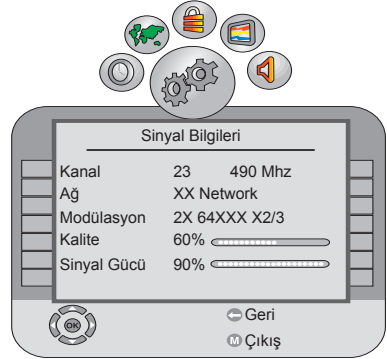 Sinyal Bilgileri
Kanal 23 490 Mhz
Ağ XX Network
Modülasyon 2X 64XXX X2/3
Kalite 60%
Sinyal Gücü 90%
OK
Geri
M Çıkış